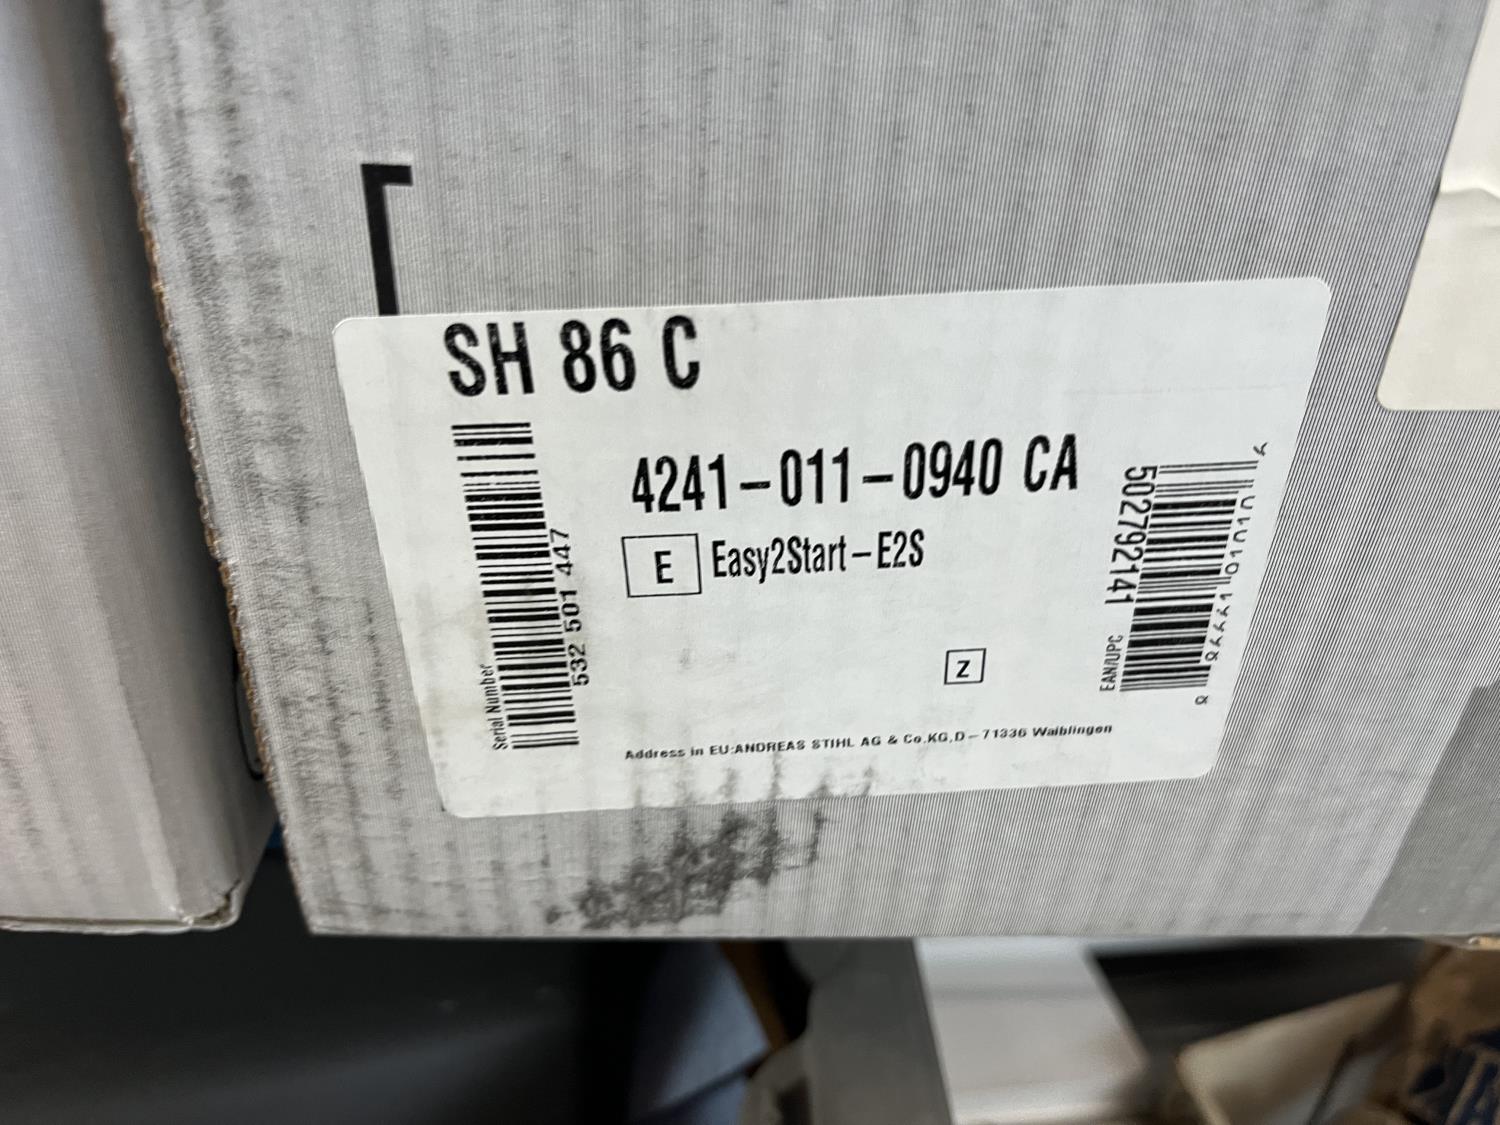 SH 86 C
4241-011-0940 CA
E Easy2Start-E2S
Z
Serial Number
532 501 447
502792141
EAN/UPC
Address in EU:ANDREAS STIHL AG & Co.KG,D-71336 Waiblingen